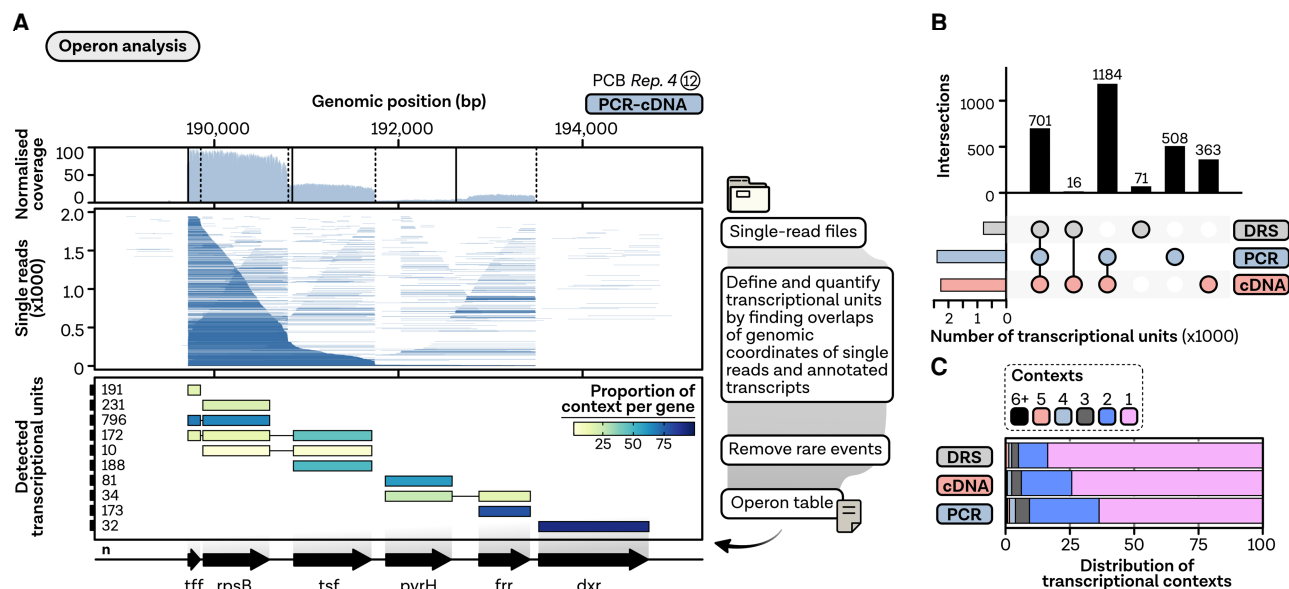 A
Operon analysis
PCB Rep. 4 12
PCR-cDNA
Genomic position (bp)
190,000
192,000
194,000
Normalised
coverage
100
50
0
Single reads
(x1000)
2.0
1.5
1.0
0.5
0
Detected
transcriptional units
191
231
796
172
10
188
81
34
173
32
n
Proportion of
context per gene
25 50 75
tff rpsB tsf pyrH frr dxr
Single-read files
Define and quantify
transcriptional units
by finding overlaps
of genomic
coordinates of single
reads and annotated
transcripts
Remove rare events
Operon table
B
Intersections
1000
500
0
701
16
1184
71
508
363
DRS
PCR
cDNA
2 1 0
Number of transcriptional units (x1000)
C
Contexts
6+ 5 4 3 2 1
DRS
cDNA
PCR
0 25 50 75 100
Distribution of
transcriptional contexts